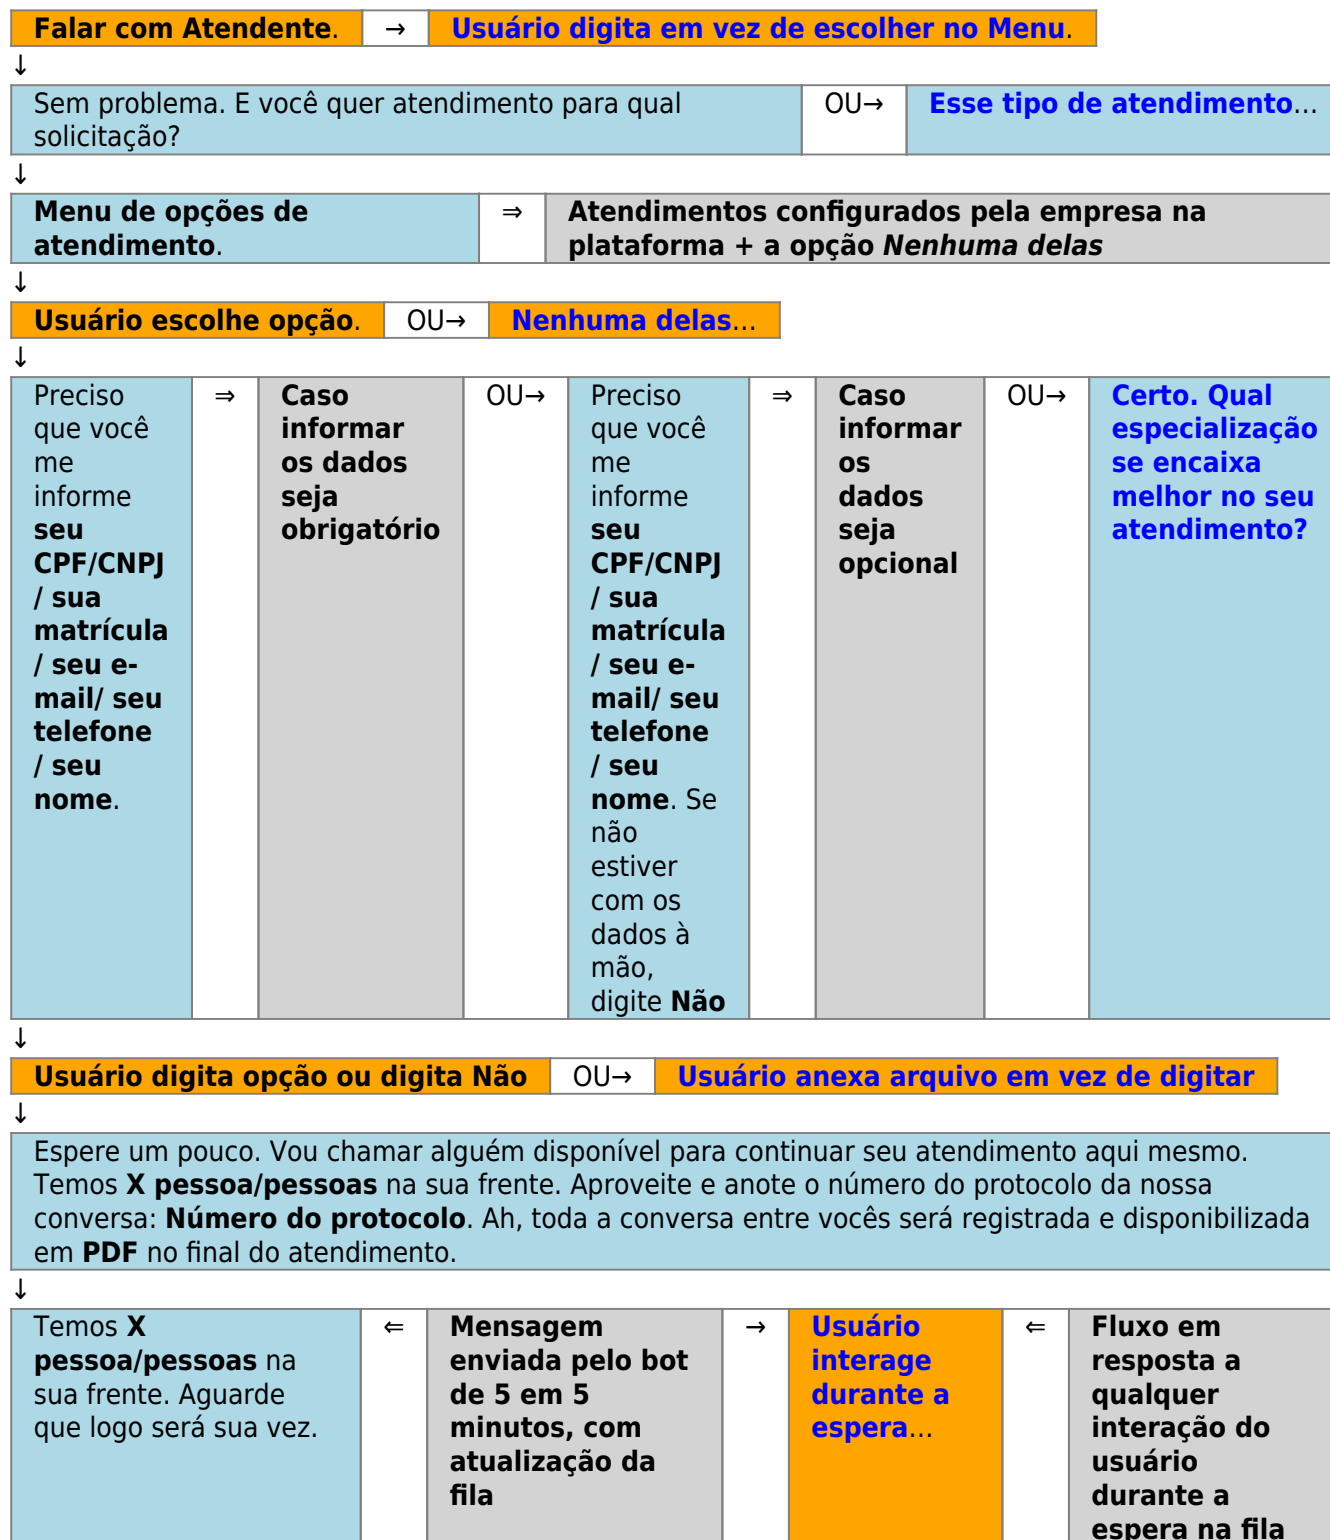 Falar com Atendente. → Usuário digita em vez de escolher no Menu.
↓
Sem problema. E você quer atendimento para qual
solicitação?
OU→
Esse tipo de atendimento...
↓
Menu de opções de
atendimento.
⇒
Atendimentos configurados pela empresa na
plataforma + a opção Nenhuma delas
↓
Usuário escolhe opção. OU→ Nenhuma delas...
↓
Preciso
que você
me
informe
seu
CPF/CNPJ
/ sua
matrícula
/ seu e-
mail/ seu
telefone
/ seu
nome.
⇒
Caso
informar
os dados
seja
obrigatório
OU→
Preciso
que você
me
informe
seu
CPF/CNPJ
/ sua
matrícula
/ seu e-
mail/ seu
telefone
/ seu
nome. Se
não
estiver
com os
dados à
mão,
digite Não
⇒
Caso
informar
os
dados
seja
opcional
OU→
Certo. Qual
especialização
se encaixa
melhor no seu
atendimento?
↓
Usuário digita opção ou digita Não OU→ Usuário anexa arquivo em vez de digitar
↓
Espere um pouco. Vou chamar alguém disponível para continuar seu atendimento aqui mesmo.
Temos X pessoa/pessoas na sua frente. Aproveite e anote o número do protocolo da nossa
conversa: Número do protocolo. Ah, toda a conversa entre vocês será registrada e disponibilizada
em PDF no final do atendimento.
↓
Temos X
pessoa/pessoas na
sua frente. Aguarde
que logo será sua vez.
⇐
Mensagem
enviada pelo bot
de 5 em 5
minutos, com
atualização da
fila
→
Usuário
interage
durante a
espera...
⇐
Fluxo em
resposta a
qualquer
interação do
usuário
durante a
espera na fila